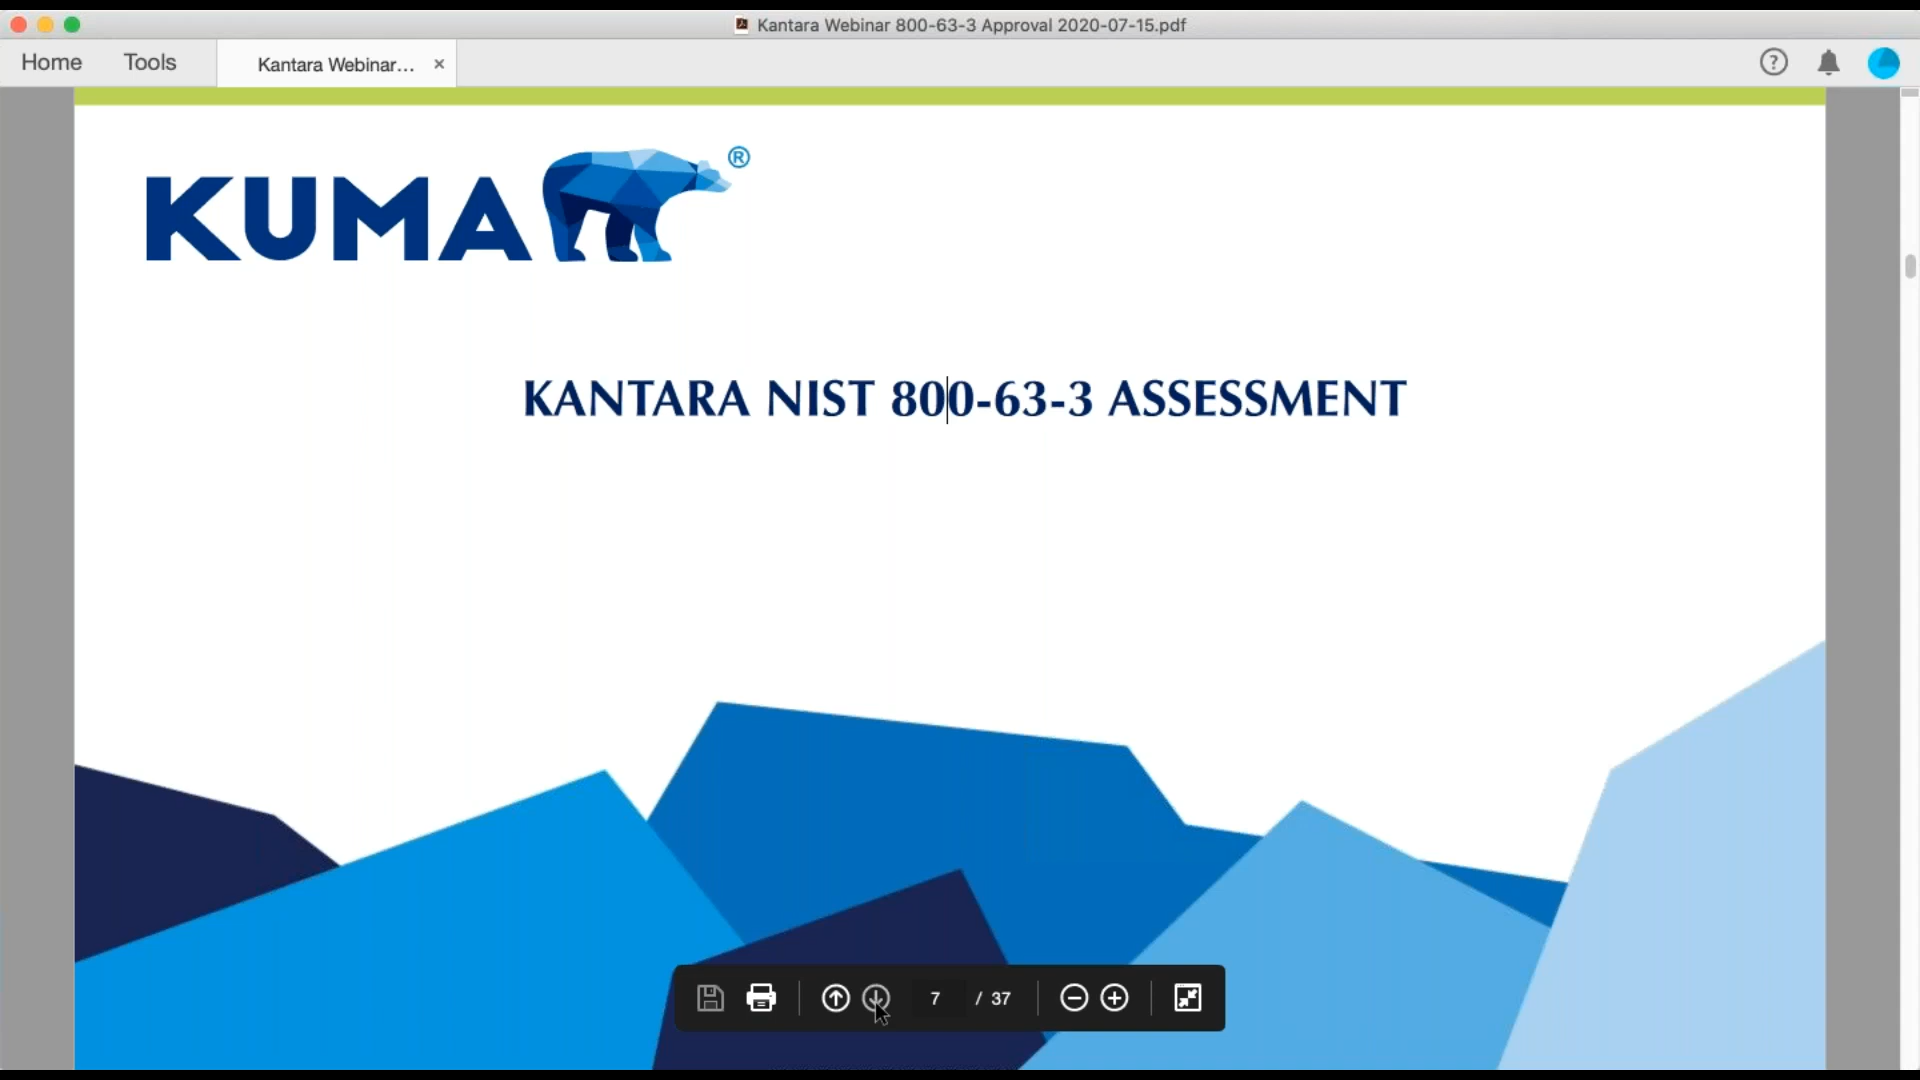 Kantara Webinar 800-63-3 Approval 2020-07-15.pdf
Home Tools Kantara Webinar... ×
KUMA ®
KANTARA NIST 800-63-3 ASSESSMENT
7 / 37